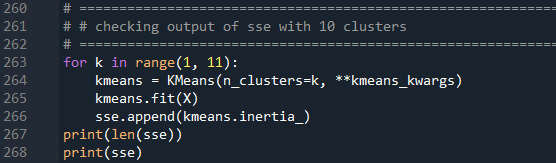 260 # =============================================================
261 # # checking output of sse with 10 clusters
262 # =============================================================
263 for k in range(1, 11):
264     kmeans = KMeans(n_clusters=k, **kmeans_kwargs)
265     kmeans.fit(X)
266     sse.append(kmeans.inertia_)
267 print(len(sse))
268 print(sse)